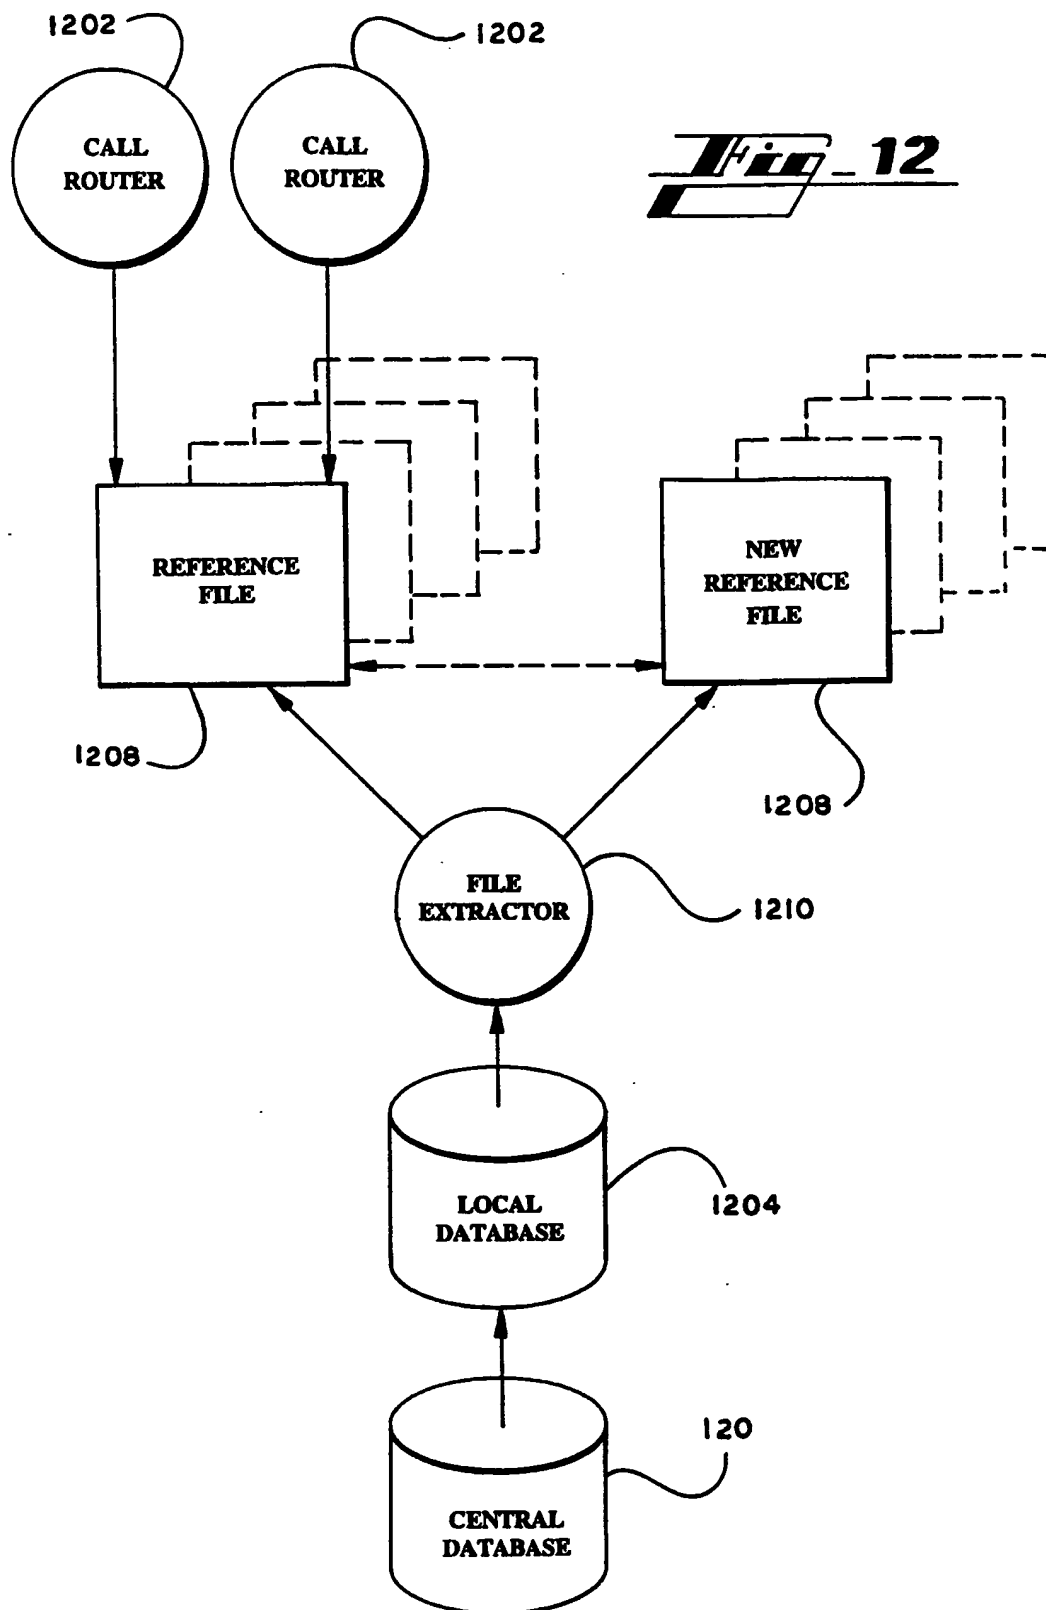 1202
1202
CALL
ROUTER
CALL
ROUTER
Fig_12
REFERENCE
FILE
NEW
REFERENCE
FILE
1208
1208
FILE
EXTRACTOR
1210
LOCAL
DATABASE
1204
CENTRAL
DATABASE
120